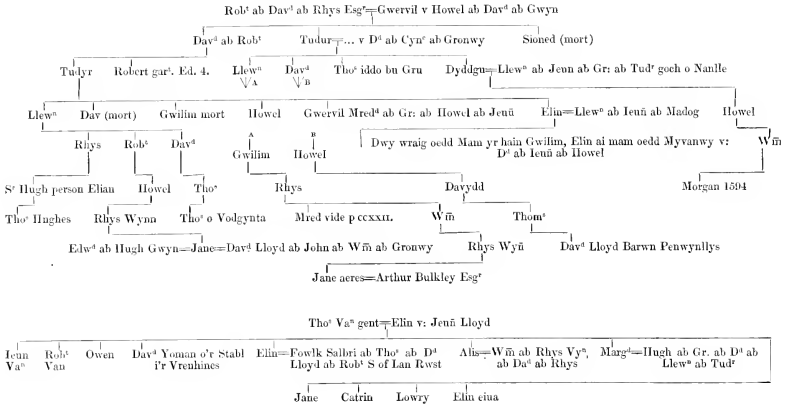 Robᵗ ab Davᵈ ab Rhys Esgʳ=Gwervil v Howel ab Davᵈ ab Gwyn
Davᵈ ab Robᵗ Tudur=... v Dᵈ ab Cynʳ ab Gronwy Sioned (mort)
Tudyr Robert garᵗ. Ed. 4. Llewⁿ Davᵈ Thoˢ iddo bu Gru Dyddgu=Llewⁿ ab Jenn ab Gr: ab Tudʳ goch o Nanlle
A B
Llewⁿ Dav (mort) Gwilim mort Howel Gwervil Mredᵈ ab Gr: ab Howel ab Jeuñ Elin=Llewⁿ ab Ieuñ ab Madog Howel
Rhys Robᵗ Davᵈ A B Dwy wraig oedd Mam yr hain Gwilim, Elin ai mam oedd Myvanwy v: Wm̄
Gwilim Howel Dᵈ ab Ieuñ ab Howel
Sʳ Hugh person Elian Howel Thoˢ Rhys Davydd Morgan 1594
Thoˢ Hughes Rhys Wynn Thoˢ o Vodgynta Mred vide p ccxxii. Wm̄ Thomˢ
Edwᵈ ab Hugh Gwyn=Jane=Davᵈ Lloyd ab John ab Wm̄ ab Gronwy Rhys Wyñ Davᵈ Lloyd Barwn Penwynllys
Jane aeres=Arthur Bulkley Esgʳ
Thoˢ Vaⁿ gent=Elin v: Jeuñ Lloyd
Ieun Robᵗ Owen Davᵈ Yoman o'r Stabl Elin=Fowlk Salbri ab Thoˢ ab Dᵈ Alis=Wm̄ ab Rhys Vyⁿ, Margᵈ=Hugh ab Gr. ab Dᵈ ab
Vaⁿ Van i'r Vrenhines Lloyd ab Robᵗ S of Lan Rwst ab Daᵈ ab Rhys Llewⁿ ab Tudʳ
Jane Catrin Lowry Elin eiua